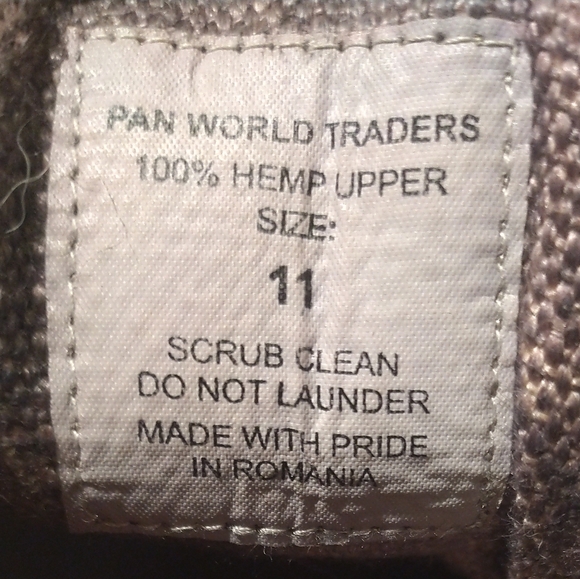 PAN WORLD TRADERS
100% HEMP UPPER
SIZE:
11
SCRUB CLEAN
DO NOT LAUNDER
MADE WITH PRIDE
IN ROMANIA